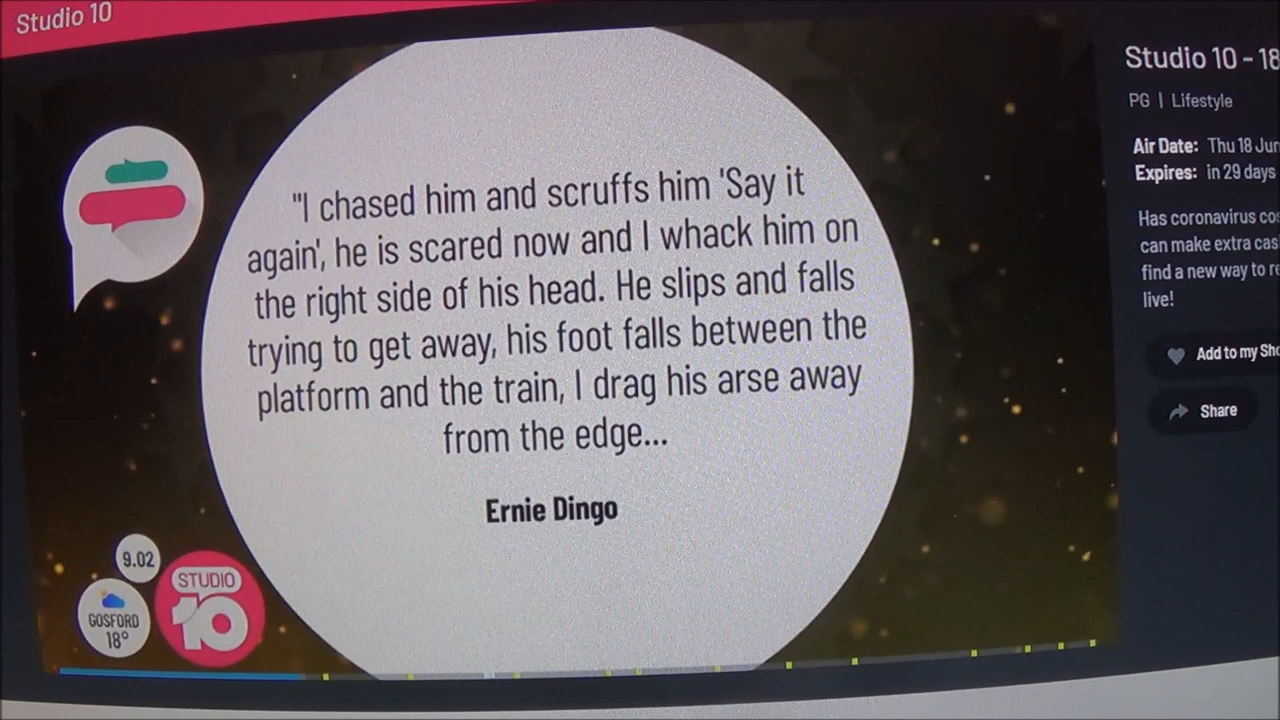 Studio 10
"I chased him and scruffs him 'Say it
again', he is scared now and I whack him on
the right side of his head. He slips and falls
trying to get away, his foot falls between the
platform and the train, I drag his arse away
from the edge...
Ernie Dingo
9.02
GOSFORD
18°
STUDIO
10
Studio 10 - 18
PG | Lifestyle
Air Date: Thu 18 Jun
Expires: in 29 days
Has coronavirus
can make extra
find a new way to
live!
Add to my
Share